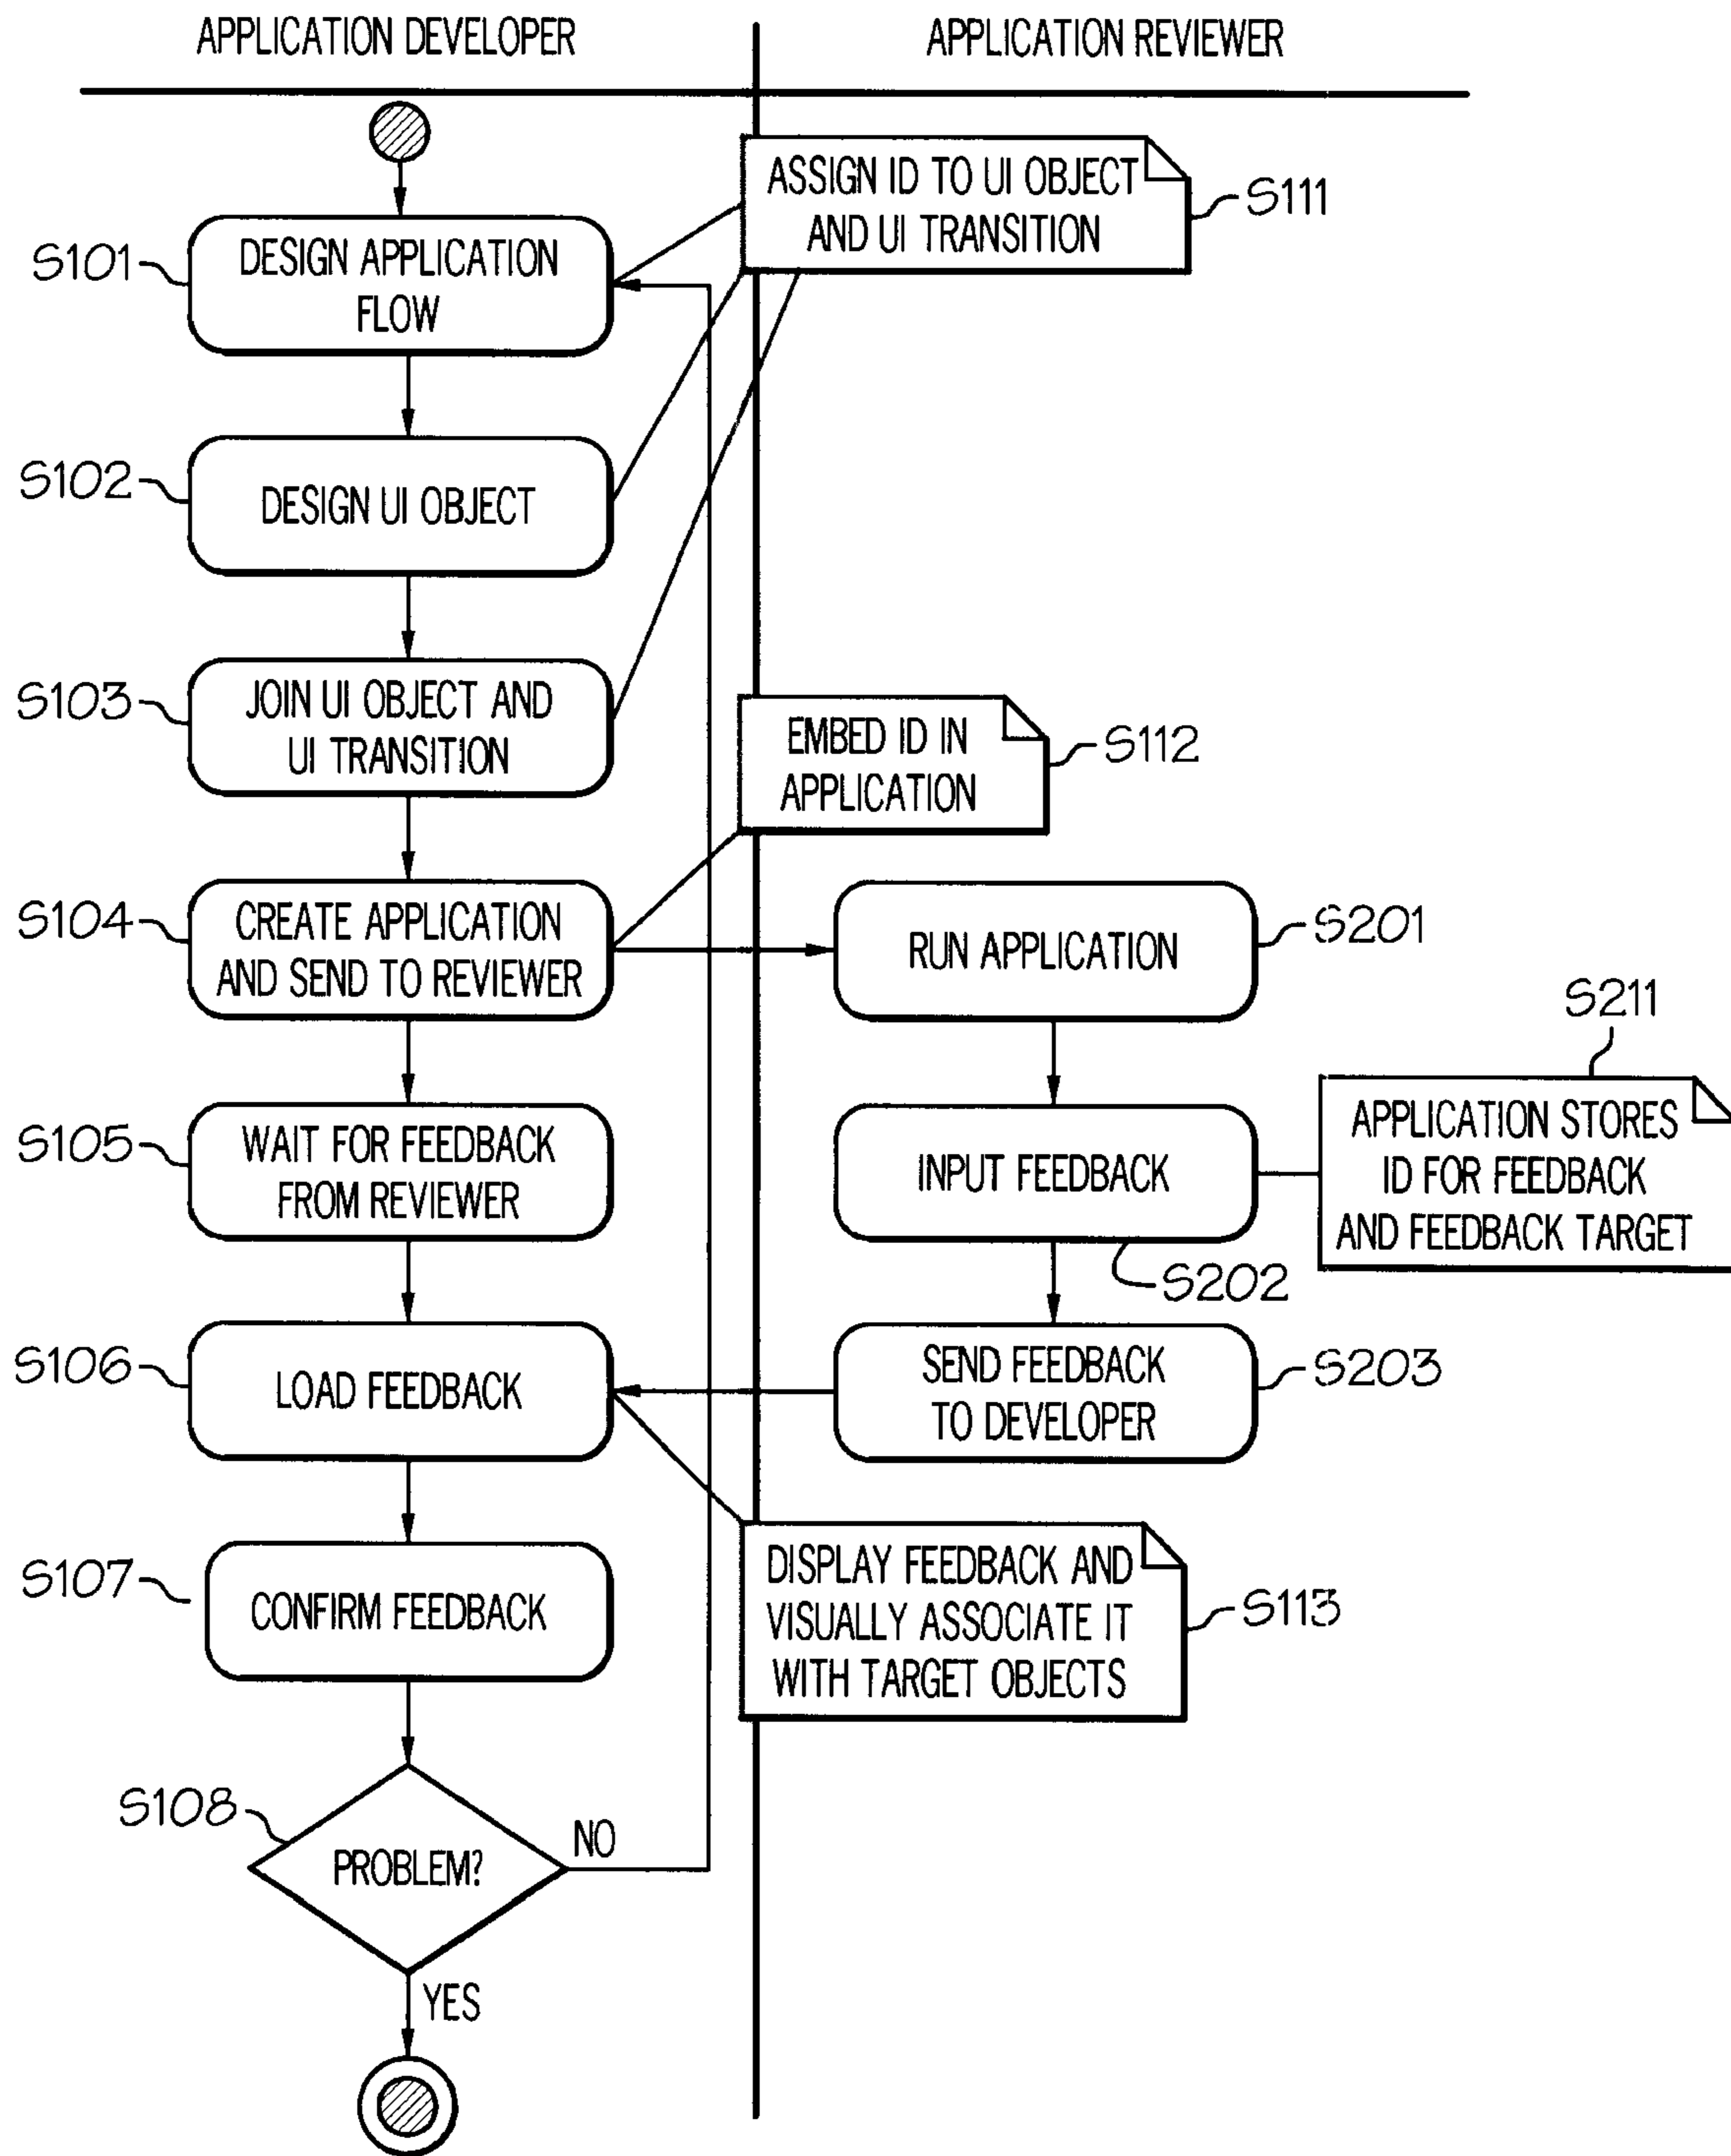 APPLICATION DEVELOPER
APPLICATION REVIEWER
ASSIGN ID TO UI OBJECT
AND UI TRANSITION
S111
S101
DESIGN APPLICATION
FLOW
S102
DESIGN UI OBJECT
S103
JOIN UI OBJECT AND
UI TRANSITION
EMBED ID IN
APPLICATION
S112
S104
CREATE APPLICATION
AND SEND TO REVIEWER
RUN APPLICATION
S201
S211
S105
WAIT FOR FEEDBACK
FROM REVIEWER
INPUT FEEDBACK
S202
APPLICATION STORES
ID FOR FEEDBACK
AND FEEDBACK TARGET
S106
LOAD FEEDBACK
SEND FEEDBACK
TO DEVELOPER
S203
S107
CONFIRM FEEDBACK
DISPLAY FEEDBACK AND
VISUALLY ASSOCIATE IT
WITH TARGET OBJECTS
S113
S108
PROBLEM?
NO
YES